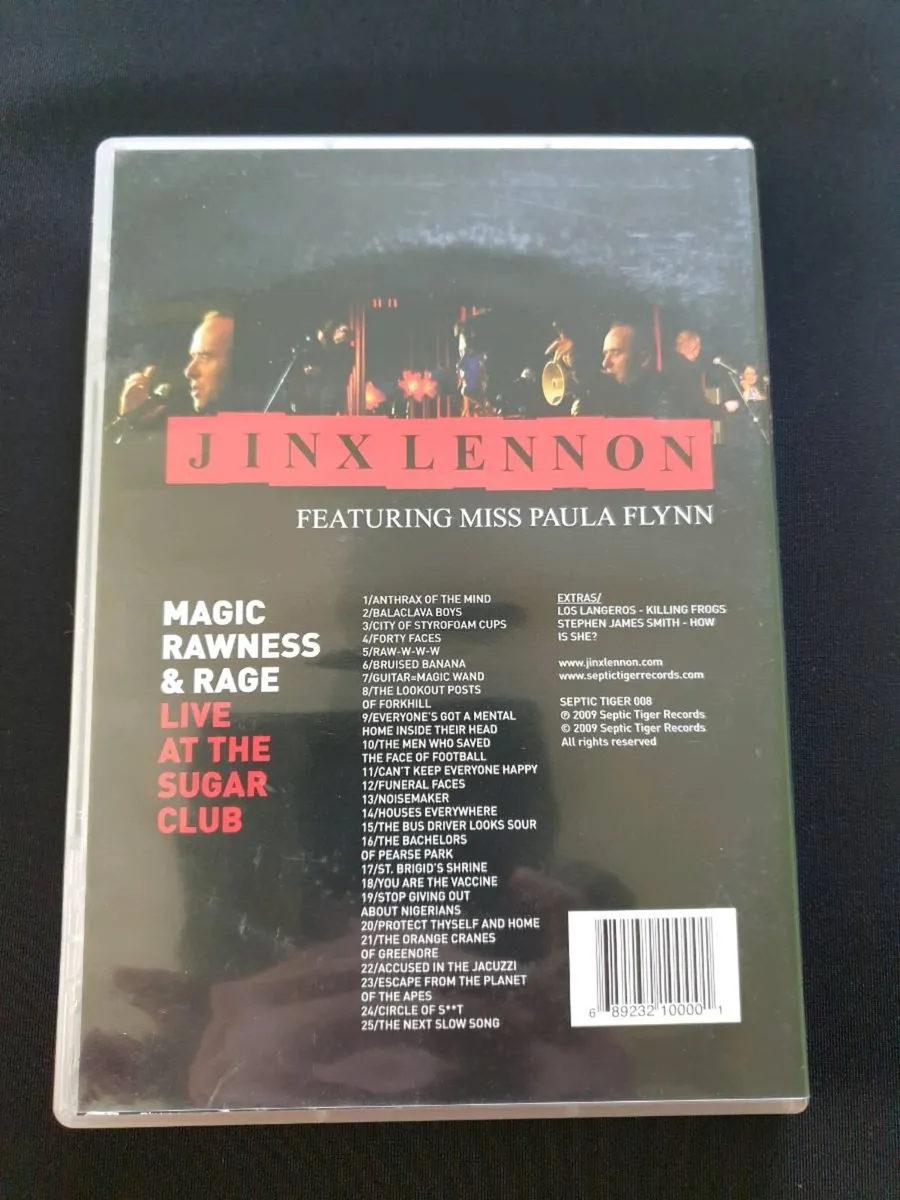 JINX LENNON
FEATURING MISS PAULA FLYNN
MAGIC
RAWNESS
& RAGE
LIVE
AT THE
SUGAR
CLUB
1/ANTHRAX OF THE MIND
2/BALACLAVA BOYS
3/CITY OF STYROFOAM CUPS
4/FORTY FACES
5/RAW-W-W-W
6/BRUISED BANANA
7/GUITAR=MAGIC WAND
8/THE LOOKOUT POSTS
OF FORKHILL
9/EVERYONE'S GOT A MENTAL
HOME INSIDE THEIR HEAD
10/THE MEN WHO SAVED
THE FACE OF FOOTBALL
11/CAN'T KEEP EVERYONE HAPPY
12/FUNERAL FACES
13/NOISEMAKER
14/HOUSES EVERYWHERE
15/THE BUS DRIVER LOOKS SOUR
16/THE BACHELORS
OF PEARSE PARK
17/ST. BRIGID'S SHRINE
18/YOU ARE THE VACCINE
19/STOP GIVING OUT
ABOUT NIGERIANS
20/PROTECT THYSELF AND HOME
21/THE ORANGE CRANES
OF GREENORE
22/ACCUSED IN THE JACUZZI
23/ESCAPE FROM THE PLANET
OF THE APES
24/CIRCLE OF S**T
25/THE NEXT SLOW SONG
EXTRAS/
LOS LANGEROS - KILLING FROGS
STEPHEN JAMES SMITH - HOW
IS SHE?
www.jinxlennon.com
www.septictigerrecords.com
SEPTIC TIGER 008
℗ 2009 Septic Tiger Records
© 2009 Septic Tiger Records
All rights reserved
6 89232 10000 1